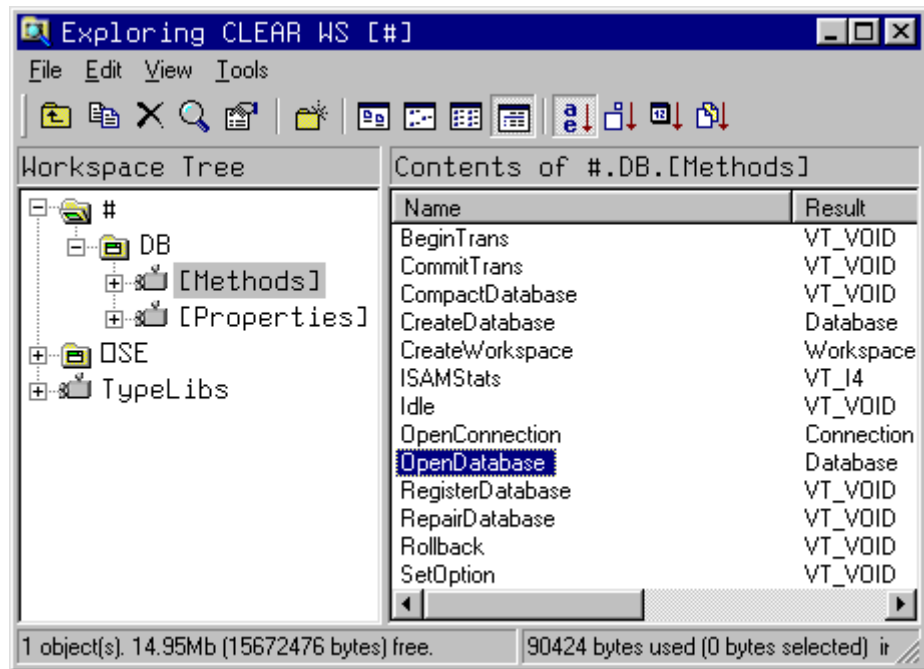 Exploring CLEAR WS [#]
File Edit View Tools
Workspace Tree
Contents of #.DB.[Methods]
#
DB
[Methods]
[Properties]
⎕SE
TypeLibs
Name Result
BeginTrans VT_VOID
CommitTrans VT_VOID
CompactDatabase VT_VOID
CreateDatabase Database
CreateWorkspace Workspace
ISAMStats VT_I4
Idle VT_VOID
OpenConnection Connection
OpenDatabase Database
RegisterDatabase VT_VOID
RepairDatabase VT_VOID
Rollback VT_VOID
SetOption VT_VOID
1 object(s). 14.95Mb (15672476 bytes) free.
90424 bytes used (0 bytes selected) ir